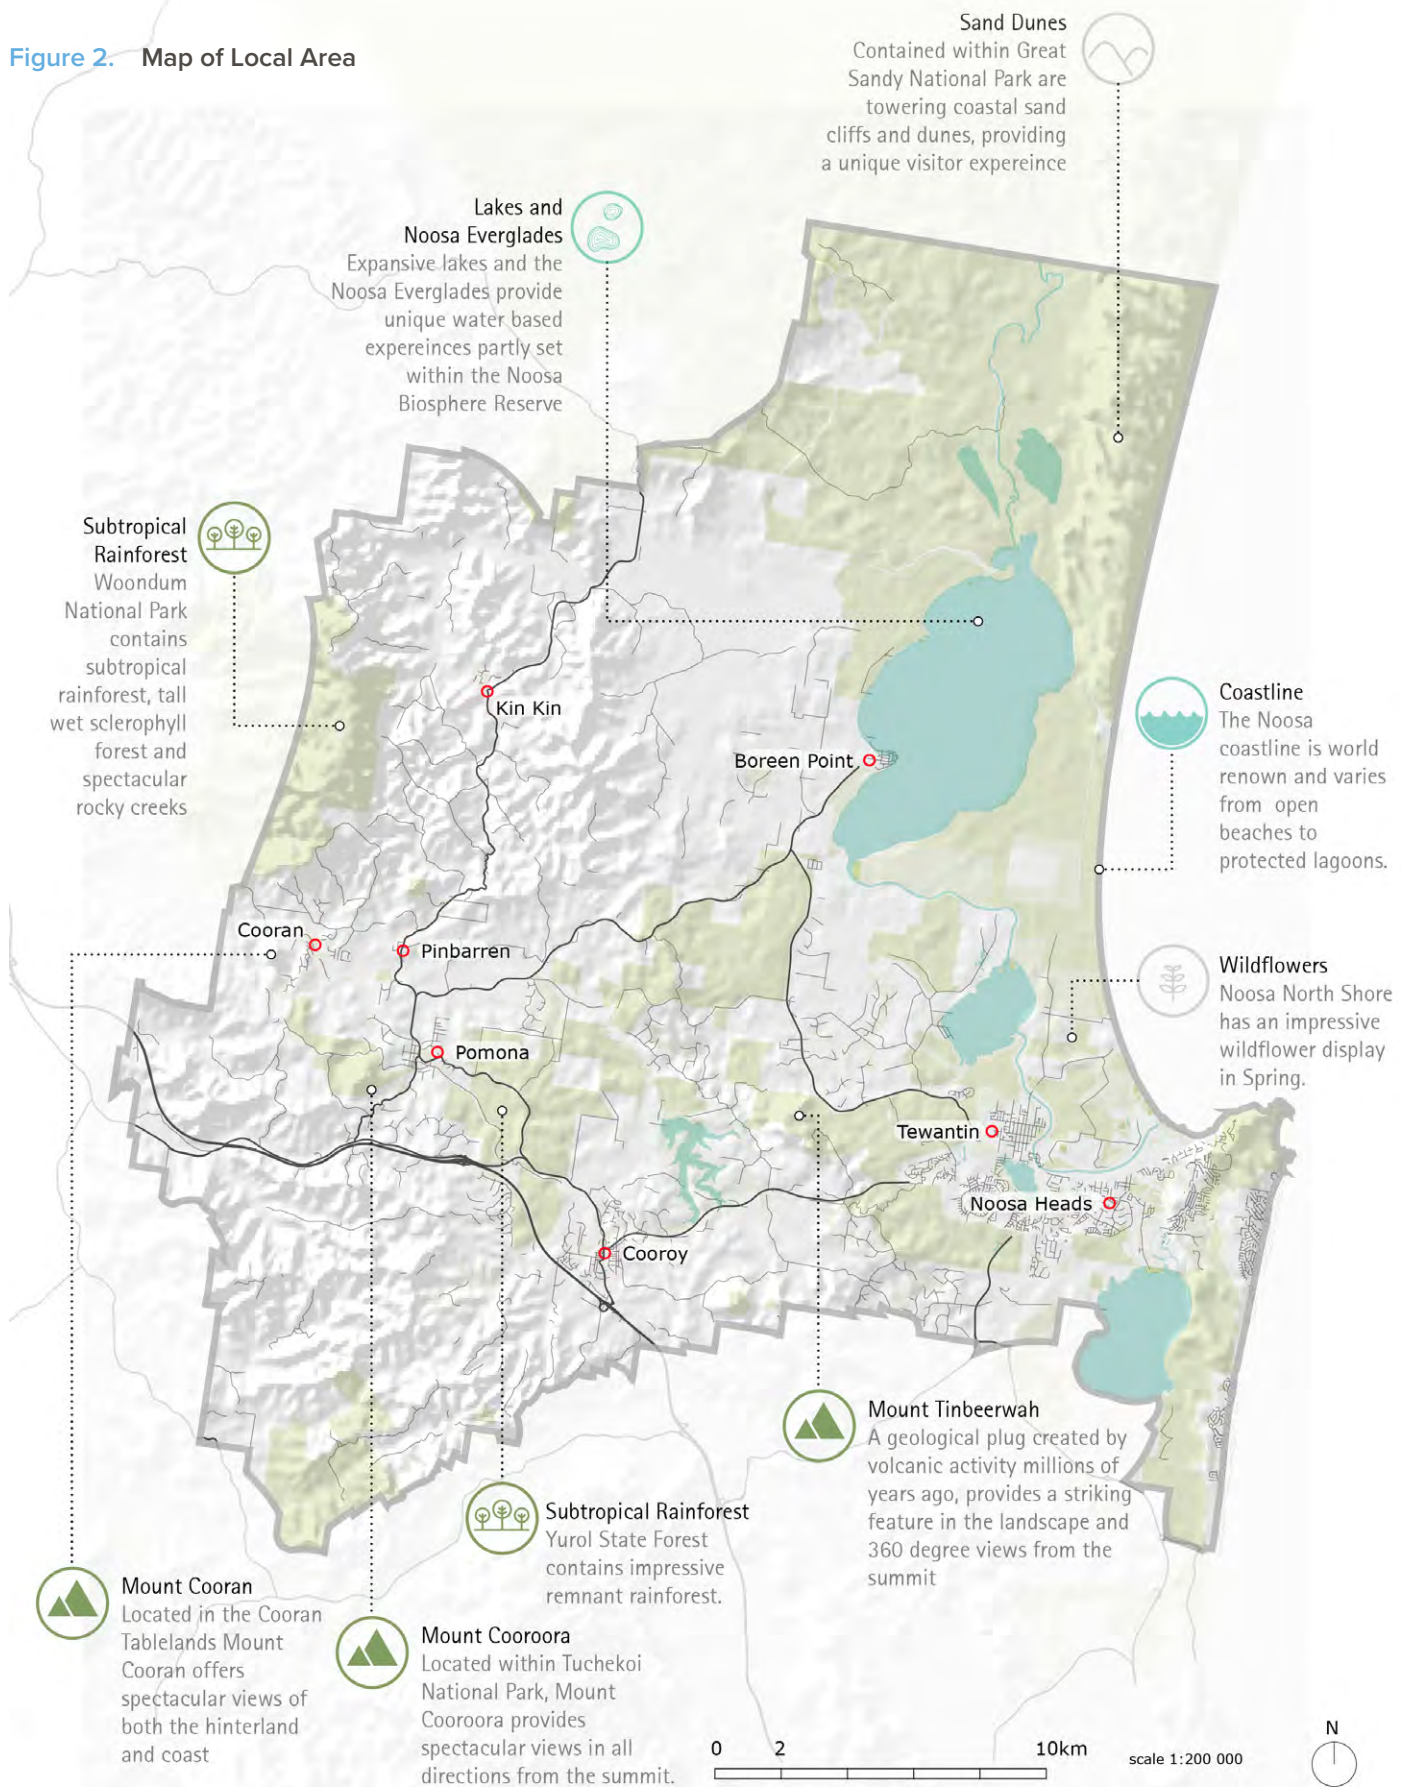 Figure 2. Map of Local Area
Sand Dunes
Contained within Great
Sandy National Park are
towering coastal sand
cliffs and dunes, providing
a unique visitor expereince
Lakes and
Noosa Everglades
Expansive lakes and the
Noosa Everglades provide
unique water based
expereinces partly set
within the Noosa
Biosphere Reserve
Subtropical
Rainforest
Woondum
National Park
contains
subtropical
rainforest, tall
wet sclerophyll
forest and
spectacular
rocky creeks
Kin Kin
Boreen Point
Coastline
The Noosa
coastline is world
renown and varies
from open
beaches to
protected lagoons.
Cooran
Pinbarren
Wildflowers
Noosa North Shore
has an impressive
wildflower display
in Spring.
Pomona
Tewantin
Noosa Heads
Cooroy
Mount Tinbeerwah
A geological plug created by
volcanic activity millions of
years ago, provides a striking
feature in the landscape and
360 degree views from the
summit
Subtropical Rainforest
Yurol State Forest
contains impressive
remnant rainforest.
Mount Cooran
Located in the Cooran
Tablelands Mount
Cooran offers
spectacular views of
both the hinterland
and coast
Mount Cooroora
Located within Tuchekoi
National Park, Mount
Cooroora provides
spectacular views in all
directions from the summit.
0 2 10km
scale 1:200 000
N